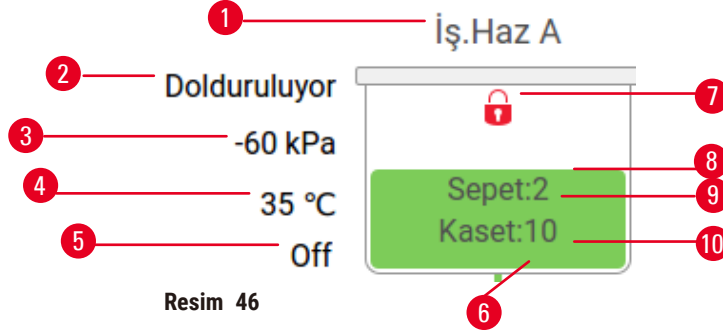 1
İş.Haz A
2
Dolduruluyor
7
3
-60 kPa
8
4
35 °C
Sepet:2
9
5
Off
Kaset:10
10
Resim 46
6